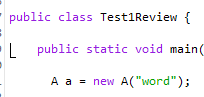 public class Test1Review {
public static void main(
A a = new A("word");